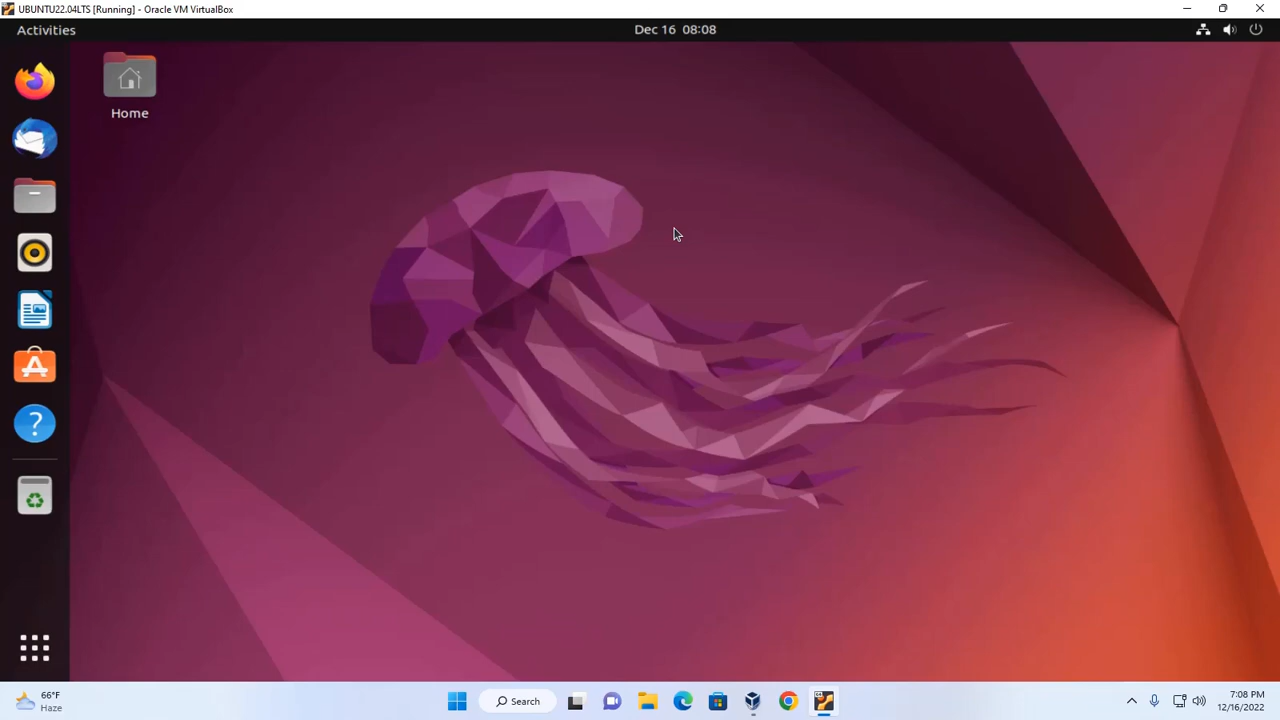 UBUNTU22.04LTS [Running] - Oracle VM VirtualBox
Activities
Dec 16 08:08
Home
66°F
Haze
Search
7:08 PM
12/16/2022